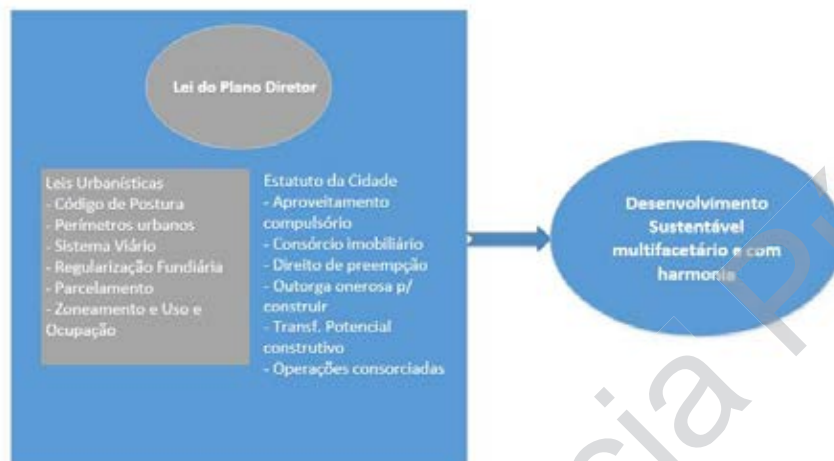 Lei do Plano Diretor
Leis Urbanísticas
- Código de Postura
- Perímetros urbanos
- Sistema Viário
- Regularização Fundiária
- Parcelamento
- Zoneamento e Uso e
Ocupação
Estatuto da Cidade
- Aproveitamento
compulsório
- Consórcio imobiliário
- Direito de preempção
- Outorga onerosa p/
construir
- Transf. Potencial
construtivo
- Operações consorciadas
Desenvolvimento
Sustentável
multifacetário e com
harmonia